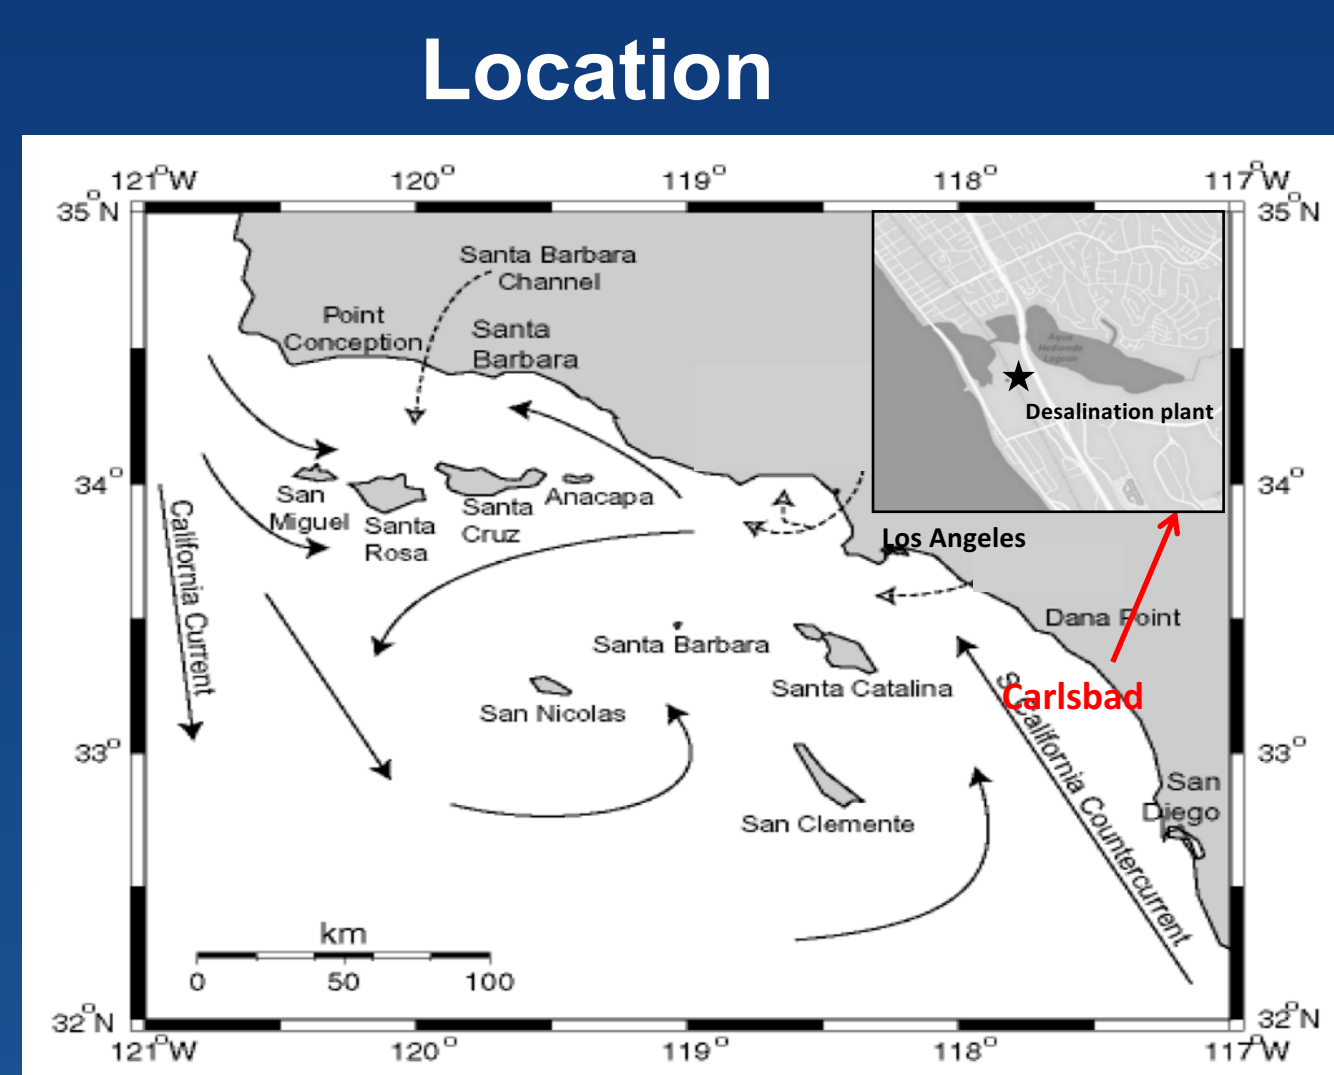 Location
121°W 120° 119° 118° 117°W
35°N 35°N
Santa Barbara
Channel
Point
Conception
Santa
Barbara
Aqua
Hedionda
Lagoon
Desalination plant
34° 34°
San
Miguel
Santa
Rosa
Santa
Cruz
Anacapa
California Current
Los Angeles
Dana Point
Santa Barbara
Santa Catalina
San Nicolas
Carlsbad
S. California Countercurrent
33° 33°
San
Diego
San Clemente
km
0 50 100
32°N 32°N
121°W 120° 119° 118° 117°W